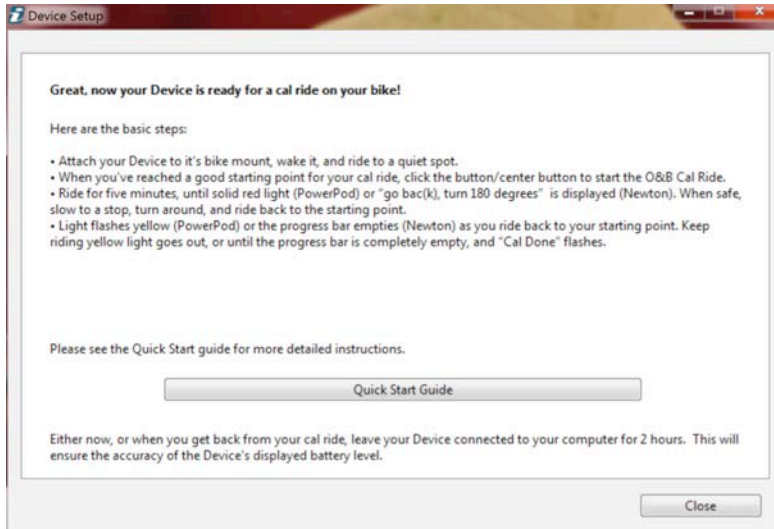 Device Setup
Great, now your Device is ready for a cal ride on your bike!
Here are the basic steps:
• Attach your Device to it's bike mount, wake it, and ride to a quiet spot.
• When you've reached a good starting point for your cal ride, click the button/center button to start the O&B Cal Ride.
• Ride for five minutes, until solid red light (PowerPod) or "go bac(k), turn 180 degrees" is displayed (Newton). When safe,
slow to a stop, turn around, and ride back to the starting point.
• Light flashes yellow (PowerPod) or the progress bar empties (Newton) as you ride back to your starting point. Keep
riding yellow light goes out, or until the progress bar is completely empty, and "Cal Done" flashes.
Please see the Quick Start guide for more detailed instructions.
Quick Start Guide
Either now, or when you get back from your cal ride, leave your Device connected to your computer for 2 hours. This will
ensure the accuracy of the Device's displayed battery level.
Close